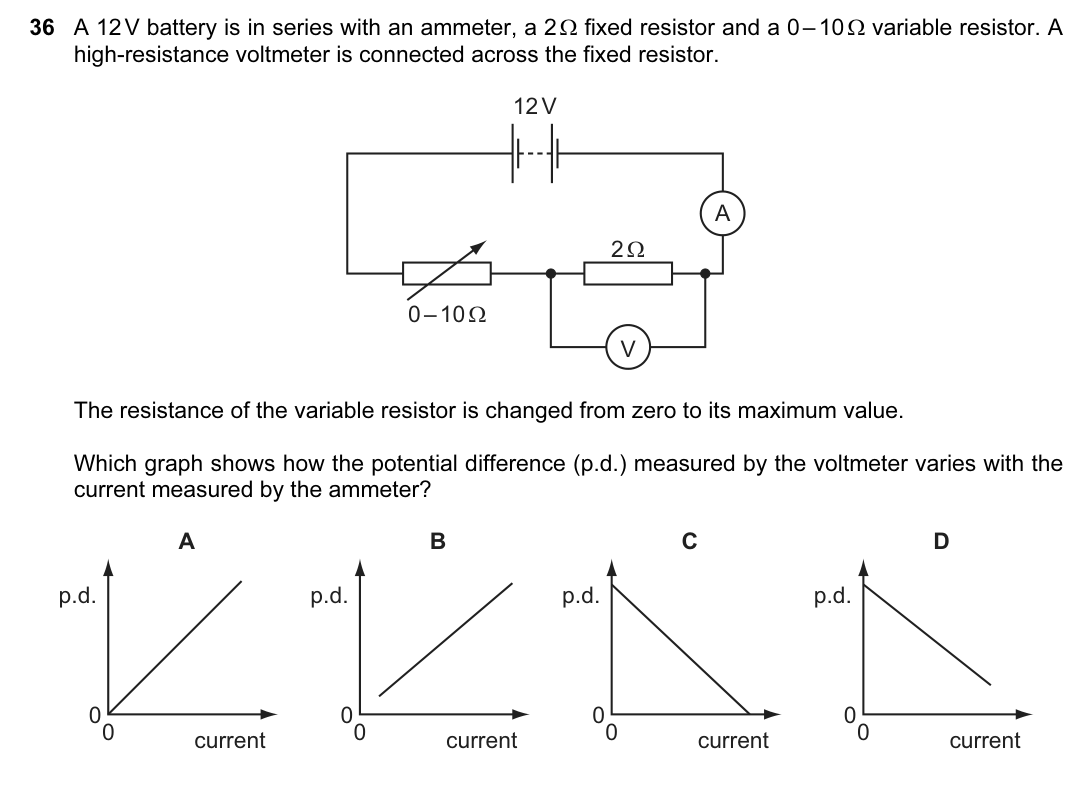 36 A 12 V battery is in series with an ammeter, a 2 Ω fixed resistor and a 0–10 Ω variable resistor. A
high-resistance voltmeter is connected across the fixed resistor.
12 V
A
2 Ω
0–10 Ω
V
The resistance of the variable resistor is changed from zero to its maximum value.
Which graph shows how the potential difference (p.d.) measured by the voltmeter varies with the
current measured by the ammeter?
A B C D
p.d. p.d. p.d. p.d.
0 0 0 0
0 0 0 0
current current current current